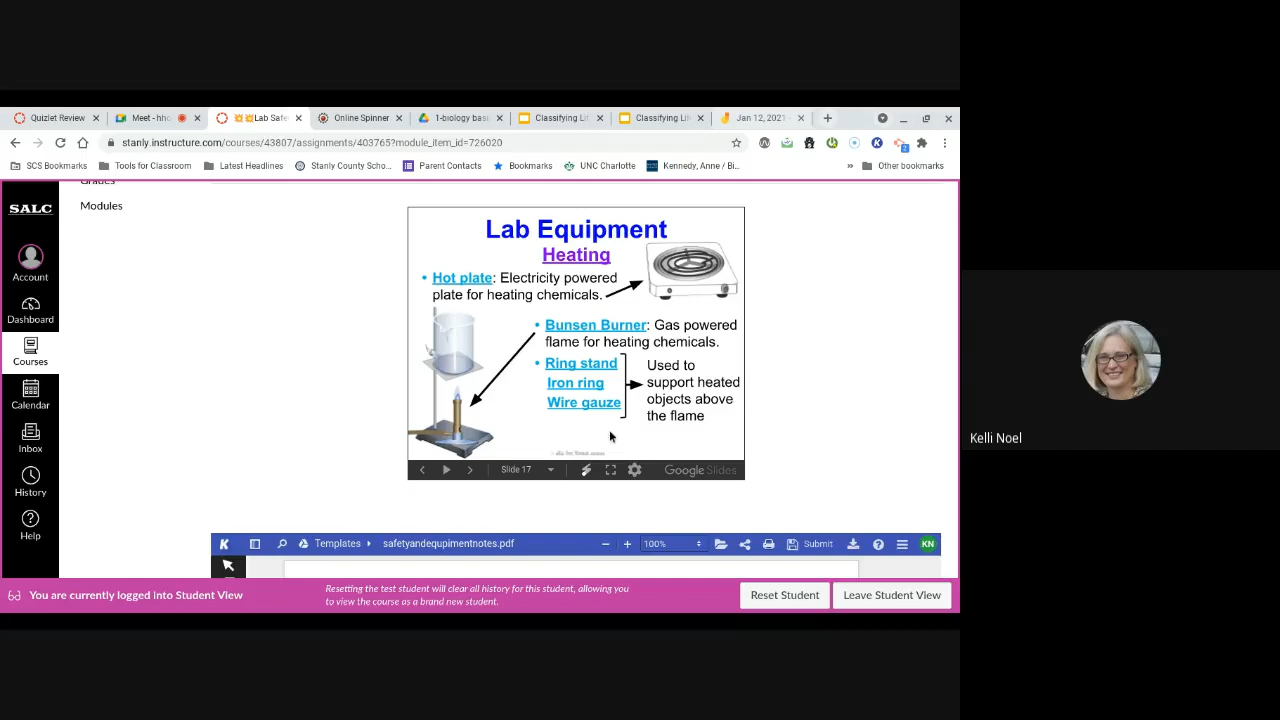 Quizlet Review
Meet - hho
💥💥Lab Safe
Online Spinner
1-biology bas
Classifying Li
Classifying Li
Jan 12, 2021 -
stanly.instructure.com/courses/43807/assignments/403765?module_item_id=726020
SCS Bookmarks
Tools for Classroom
Latest Headlines
Stanly County Scho...
Parent Contacts
Bookmarks
UNC Charlotte
Kennedy, Anne / Bi...
»
Other bookmarks
SALC
Account
Dashboard
Courses
Calendar
Inbox
History
Help
Grades
Modules
Lab Equipment
Heating
• Hot plate: Electricity powered
plate for heating chemicals.
• Bunsen Burner: Gas powered
flame for heating chemicals.
• Ring stand
Iron ring
Wire gauze
Used to
support heated
objects above
the flame
Slide 17
Google Slides
K
Templates
safetyandequpimentnotes.pdf
100%
Submit
KN
You are currently logged into Student View
Resetting the test student will clear all history for this student, allowing you
to view the course as a brand new student.
Reset Student
Leave Student View
Kelli Noel